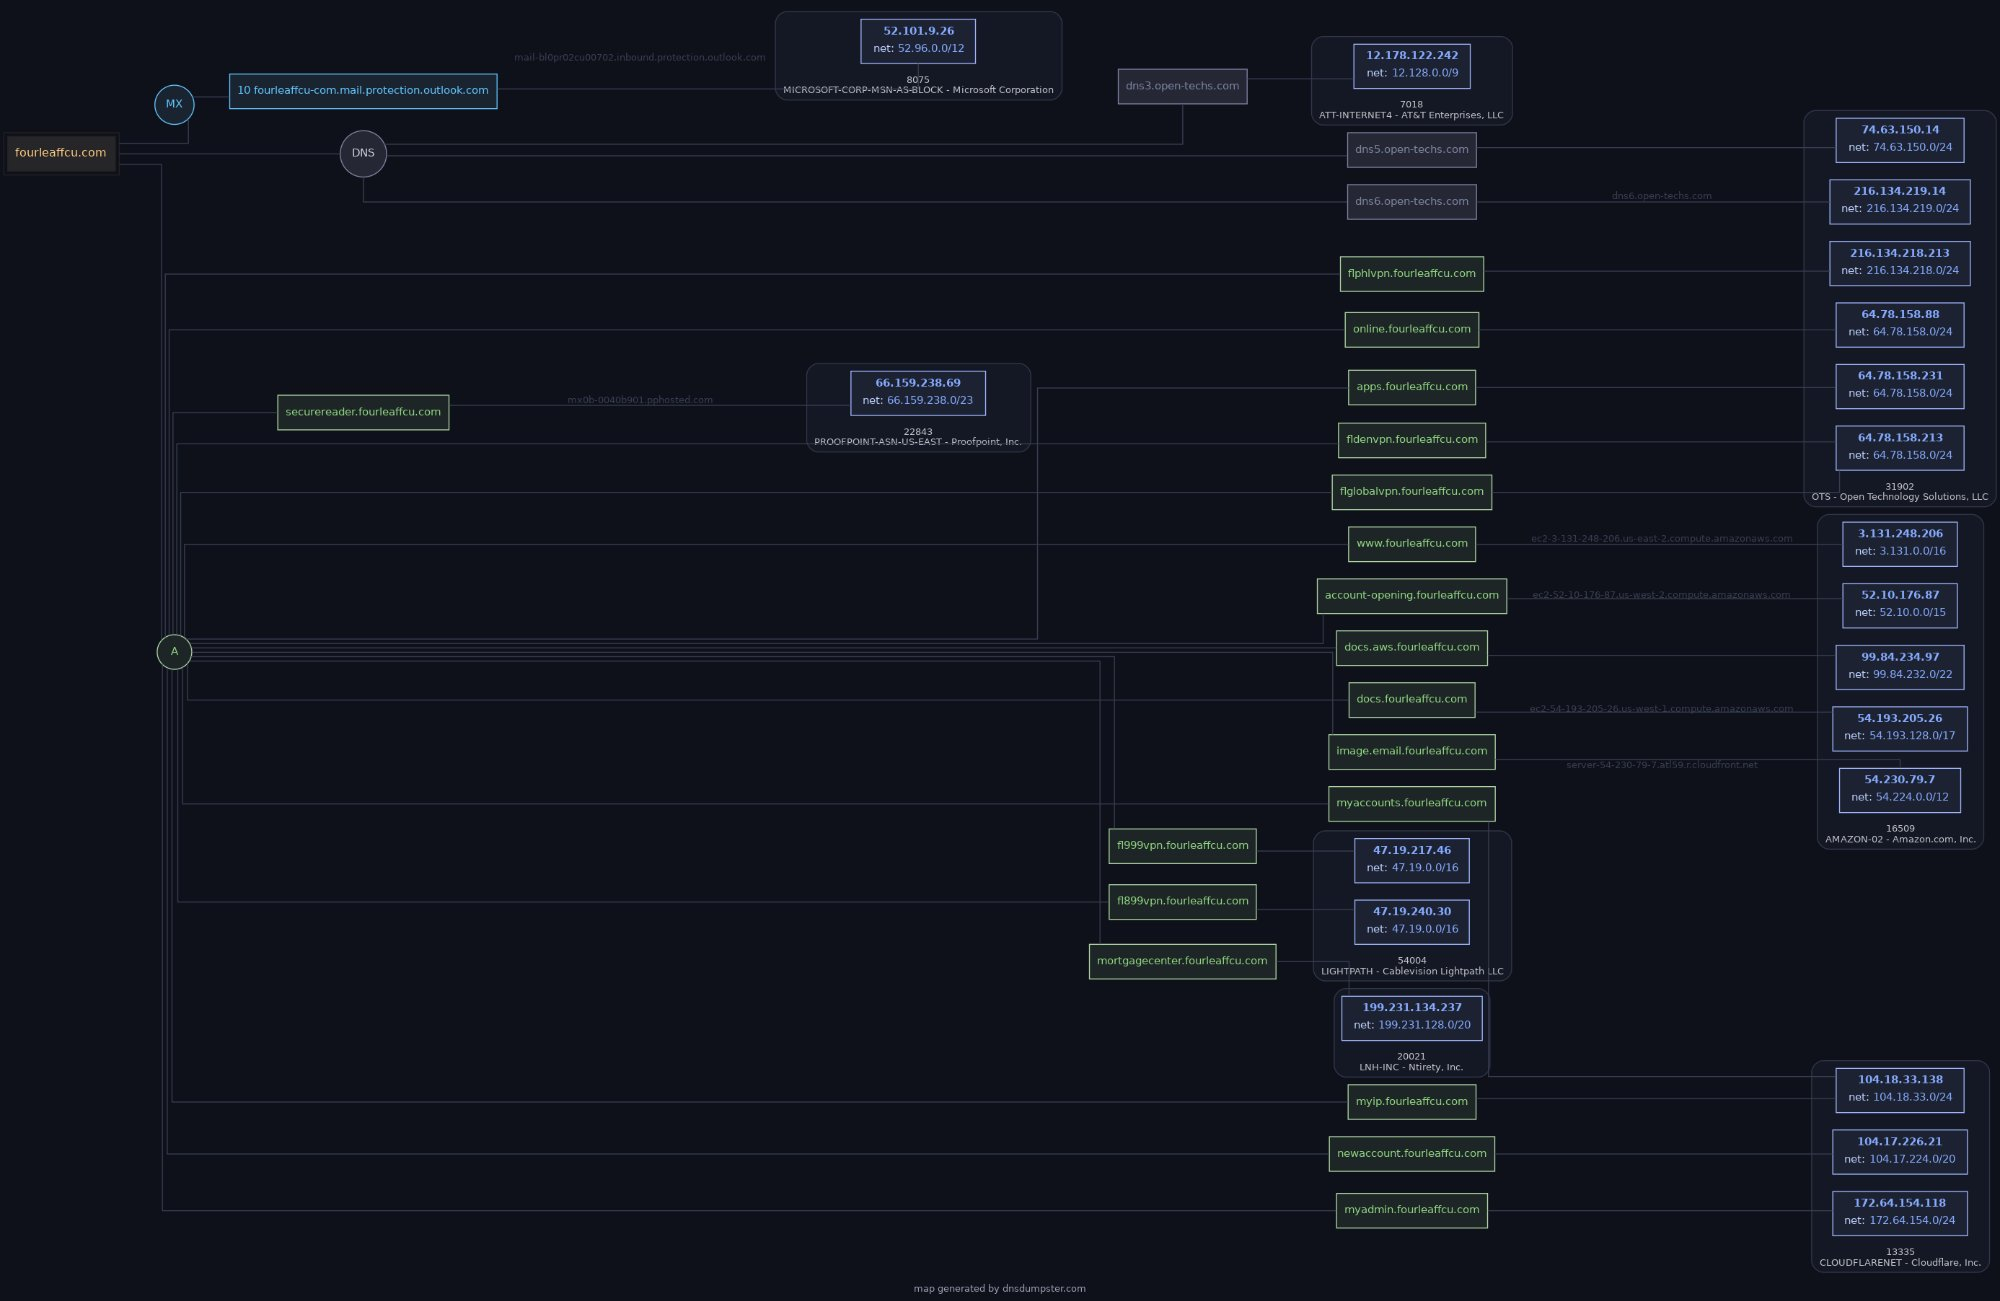 52.101.9.26
net: 52.96.0.0/12
8075
MICROSOFT-CORP-MSN-AS-BLOCK - Microsoft Corporation
mail-bl0pr02cu00702.inbound.protection.outlook.com
MX
10 fourleaffcu-com.mail.protection.outlook.com
fourleaffcu.com
DNS
dns3.open-techs.com
12.178.122.242
net: 12.128.0.0/9
7018
ATT-INTERNET4 - AT&T Enterprises, LLC
dns5.open-techs.com
74.63.150.14
net: 74.63.150.0/24
dns6.open-techs.com
dns6.open-techs.com
216.134.219.14
net: 216.134.219.0/24
flphlvpn.fourleaffcu.com
216.134.218.213
net: 216.134.218.0/24
online.fourleaffcu.com
64.78.158.88
net: 64.78.158.0/24
apps.fourleaffcu.com
64.78.158.231
net: 64.78.158.0/24
securereader.fourleaffcu.com
mx0b-0040b901.pphosted.com
66.159.238.69
net: 66.159.238.0/23
22843
PROOFPOINT-ASN-US-EAST - Proofpoint, Inc.
fldenvpn.fourleaffcu.com
64.78.158.213
net: 64.78.158.0/24
flglobalvpn.fourleaffcu.com
31902
OTS - Open Technology Solutions, LLC
www.fourleaffcu.com
ec2-3-131-248-206.us-east-2.compute.amazonaws.com
3.131.248.206
net: 3.131.0.0/16
account-opening.fourleaffcu.com
ec2-52-10-176-87.us-west-2.compute.amazonaws.com
52.10.176.87
net: 52.10.0.0/15
A
docs.aws.fourleaffcu.com
99.84.234.97
net: 99.84.232.0/22
docs.fourleaffcu.com
ec2-54-193-205-26.us-west-1.compute.amazonaws.com
54.193.205.26
net: 54.193.128.0/17
image.email.fourleaffcu.com
server-54-230-79-7.atl59.r.cloudfront.net
54.230.79.7
net: 54.224.0.0/12
16509
AMAZON-02 - Amazon.com, Inc.
myaccounts.fourleaffcu.com
fl999vpn.fourleaffcu.com
47.19.217.46
net: 47.19.0.0/16
fl899vpn.fourleaffcu.com
47.19.240.30
net: 47.19.0.0/16
54004
LIGHTPATH - Cablevision Lightpath LLC
mortgagecenter.fourleaffcu.com
199.231.134.237
net: 199.231.128.0/20
20021
LNH-INC - Ntirety, Inc.
104.18.33.138
net: 104.18.33.0/24
myip.fourleaffcu.com
newaccount.fourleaffcu.com
104.17.226.21
net: 104.17.224.0/20
myadmin.fourleaffcu.com
172.64.154.118
net: 172.64.154.0/24
13335
CLOUDFLARENET - Cloudflare, Inc.
map generated by dnsdumpster.com